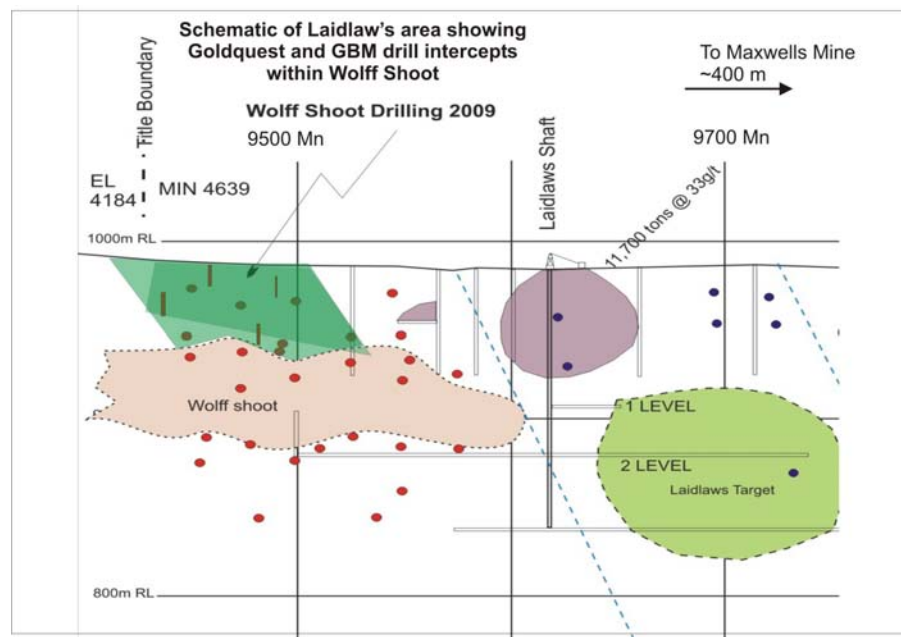 Schematic of Laidlaw's area showing
Goldquest and GBM drill intercepts
within Wolff Shoot
To Maxwells Mine
~400 m
Title Boundary
Wolff Shoot Drilling 2009
9500 Mn
9700 Mn
EL
4184
MIN 4639
Laidlaws Shaft
11,700 tons @ 33g/t
1000m RL
Wolff shoot
1 LEVEL
2 LEVEL
Laidlaws Target
800m RL